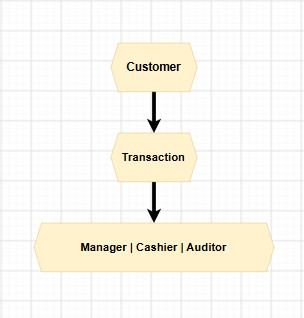 Customer
Transaction
Manager | Cashier | Auditor